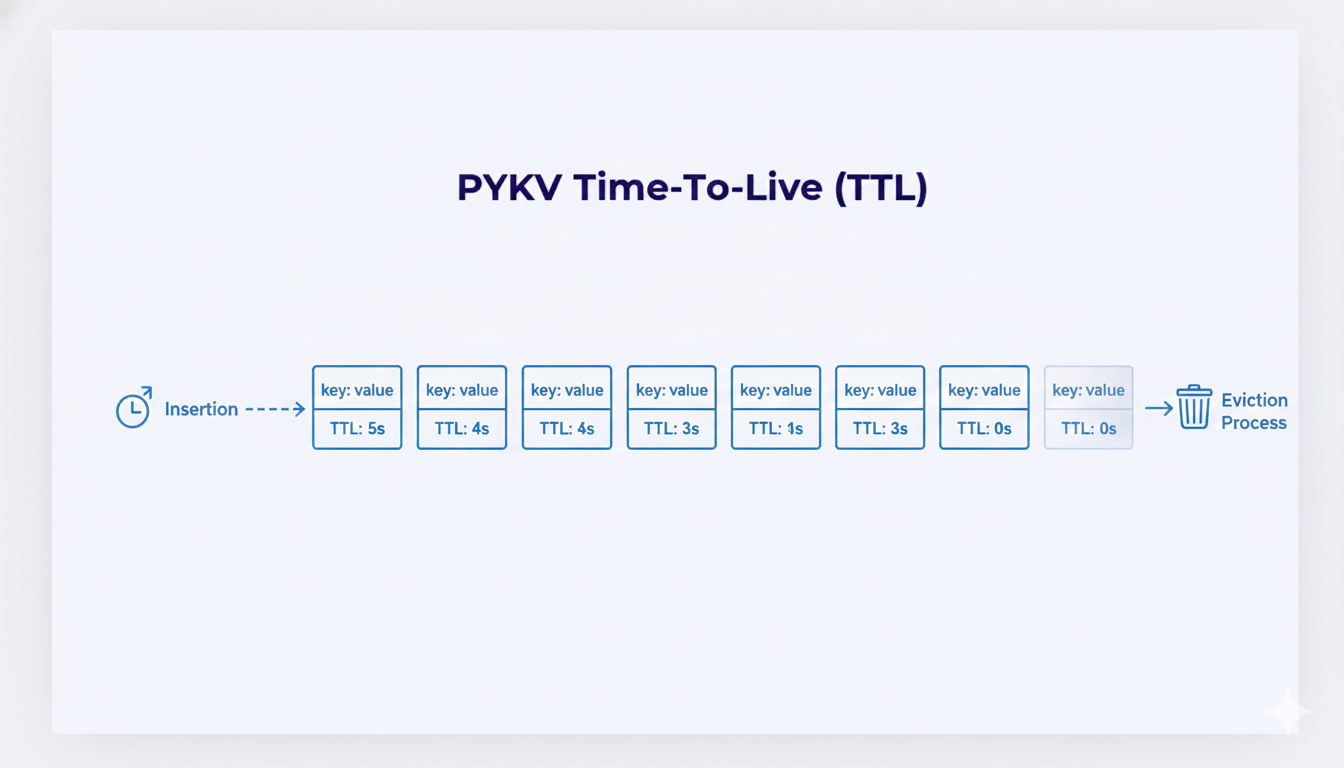 PYKV Time-To-Live (TTL)
Insertion
key: value
TTL: 5s
key: value
TTL: 4s
key: value
TTL: 4s
key: value
TTL: 3s
key: value
TTL: 1s
key: value
TTL: 3s
key: value
TTL: 0s
key: value
TTL: 0s
Eviction
Process